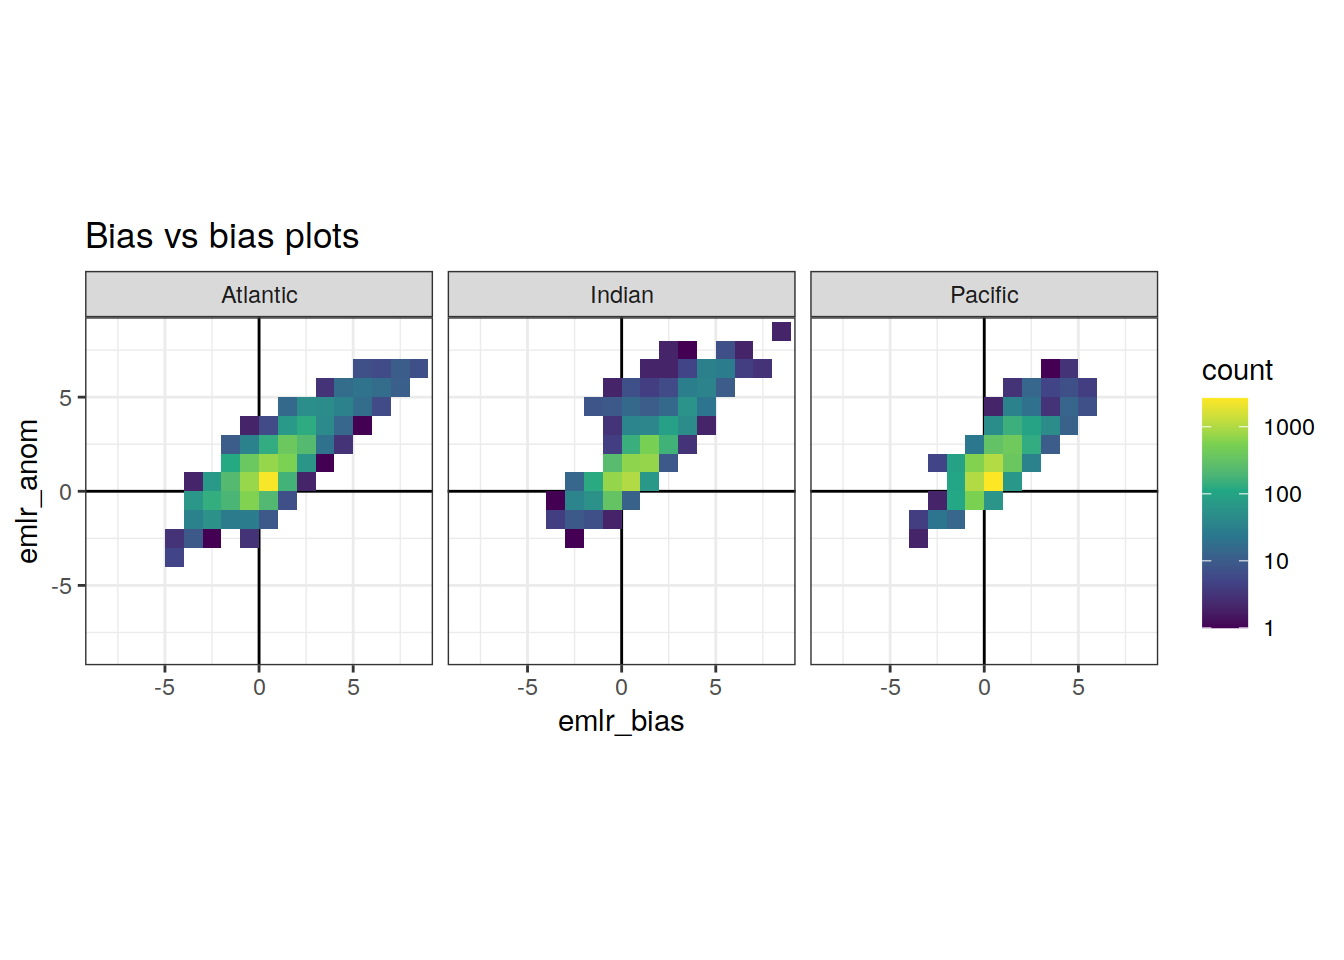 Bias vs bias plots
Atlantic Indian Pacific
count
1000
100
10
1
emlr_anom
5
0
-5
-5 0 5 -5 0 5 -5 0 5
emlr_bias